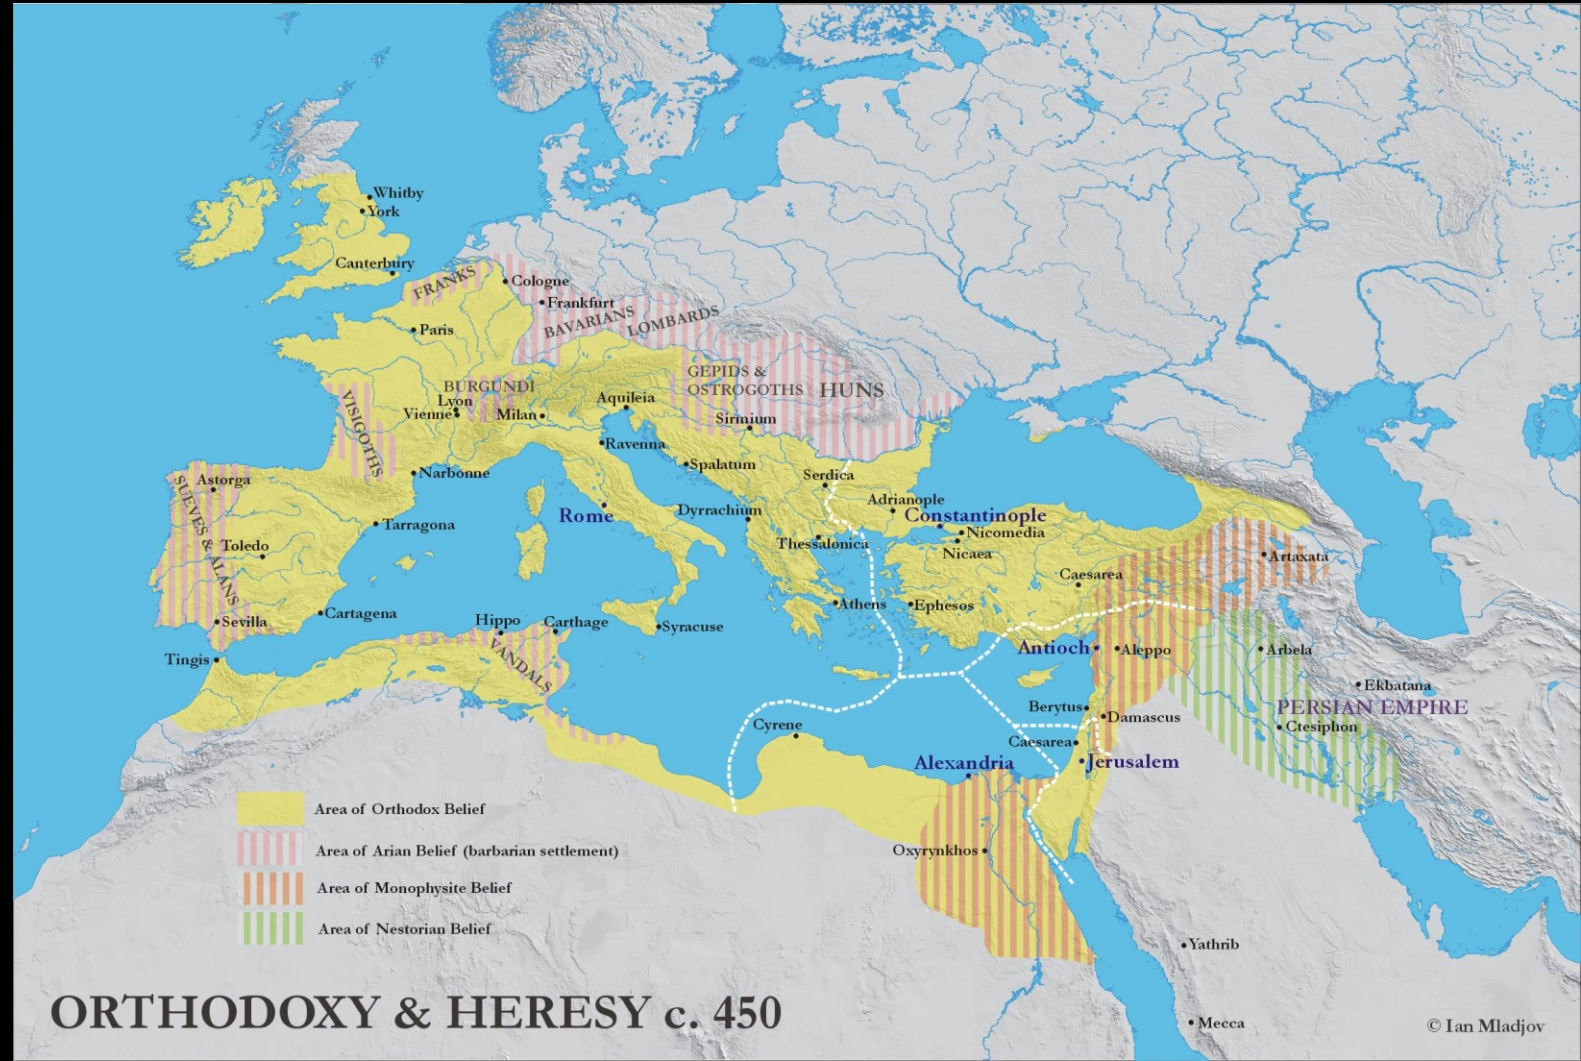 Whitby
York
Canterbury
FRANKS
Cologne
Frankfurt
BAVARIANS
LOMBARDS
Paris
GEPIDS &
OSTROGOTHS
HUNS
BURGUNDI
Lyon
Vienne
Milan
Aquileia
Sirmium
VISIGOTHS
Ravenna
Narbonne
Spalatum
Serdica
Astorga
SUEVES & ALANS
Adrianople
Rome
Dyrrachium
Constantinople
Tarragona
Nicomedia
Thessalonica
Nicaea
Toledo
Artaxata
Caesarea
Athens
Ephesos
Cartagena
Sevilla
Hippo
Carthage
Syracuse
VANDALS
Tingis
Antioch
Aleppo
Arbela
Ekbatana
Berytus
PERSIAN EMPIRE
Damascus
Cyrene
Ctesiphon
Caesarea
Alexandria
Jerusalem
Area of Orthodox Belief
Area of Arian Belief (barbarian settlement)
Oxyrynkhos
Area of Monophysite Belief
Area of Nestorian Belief
Yathrib
ORTHODOXY & HERESY c. 450
Mecca
© Ian Mladjov